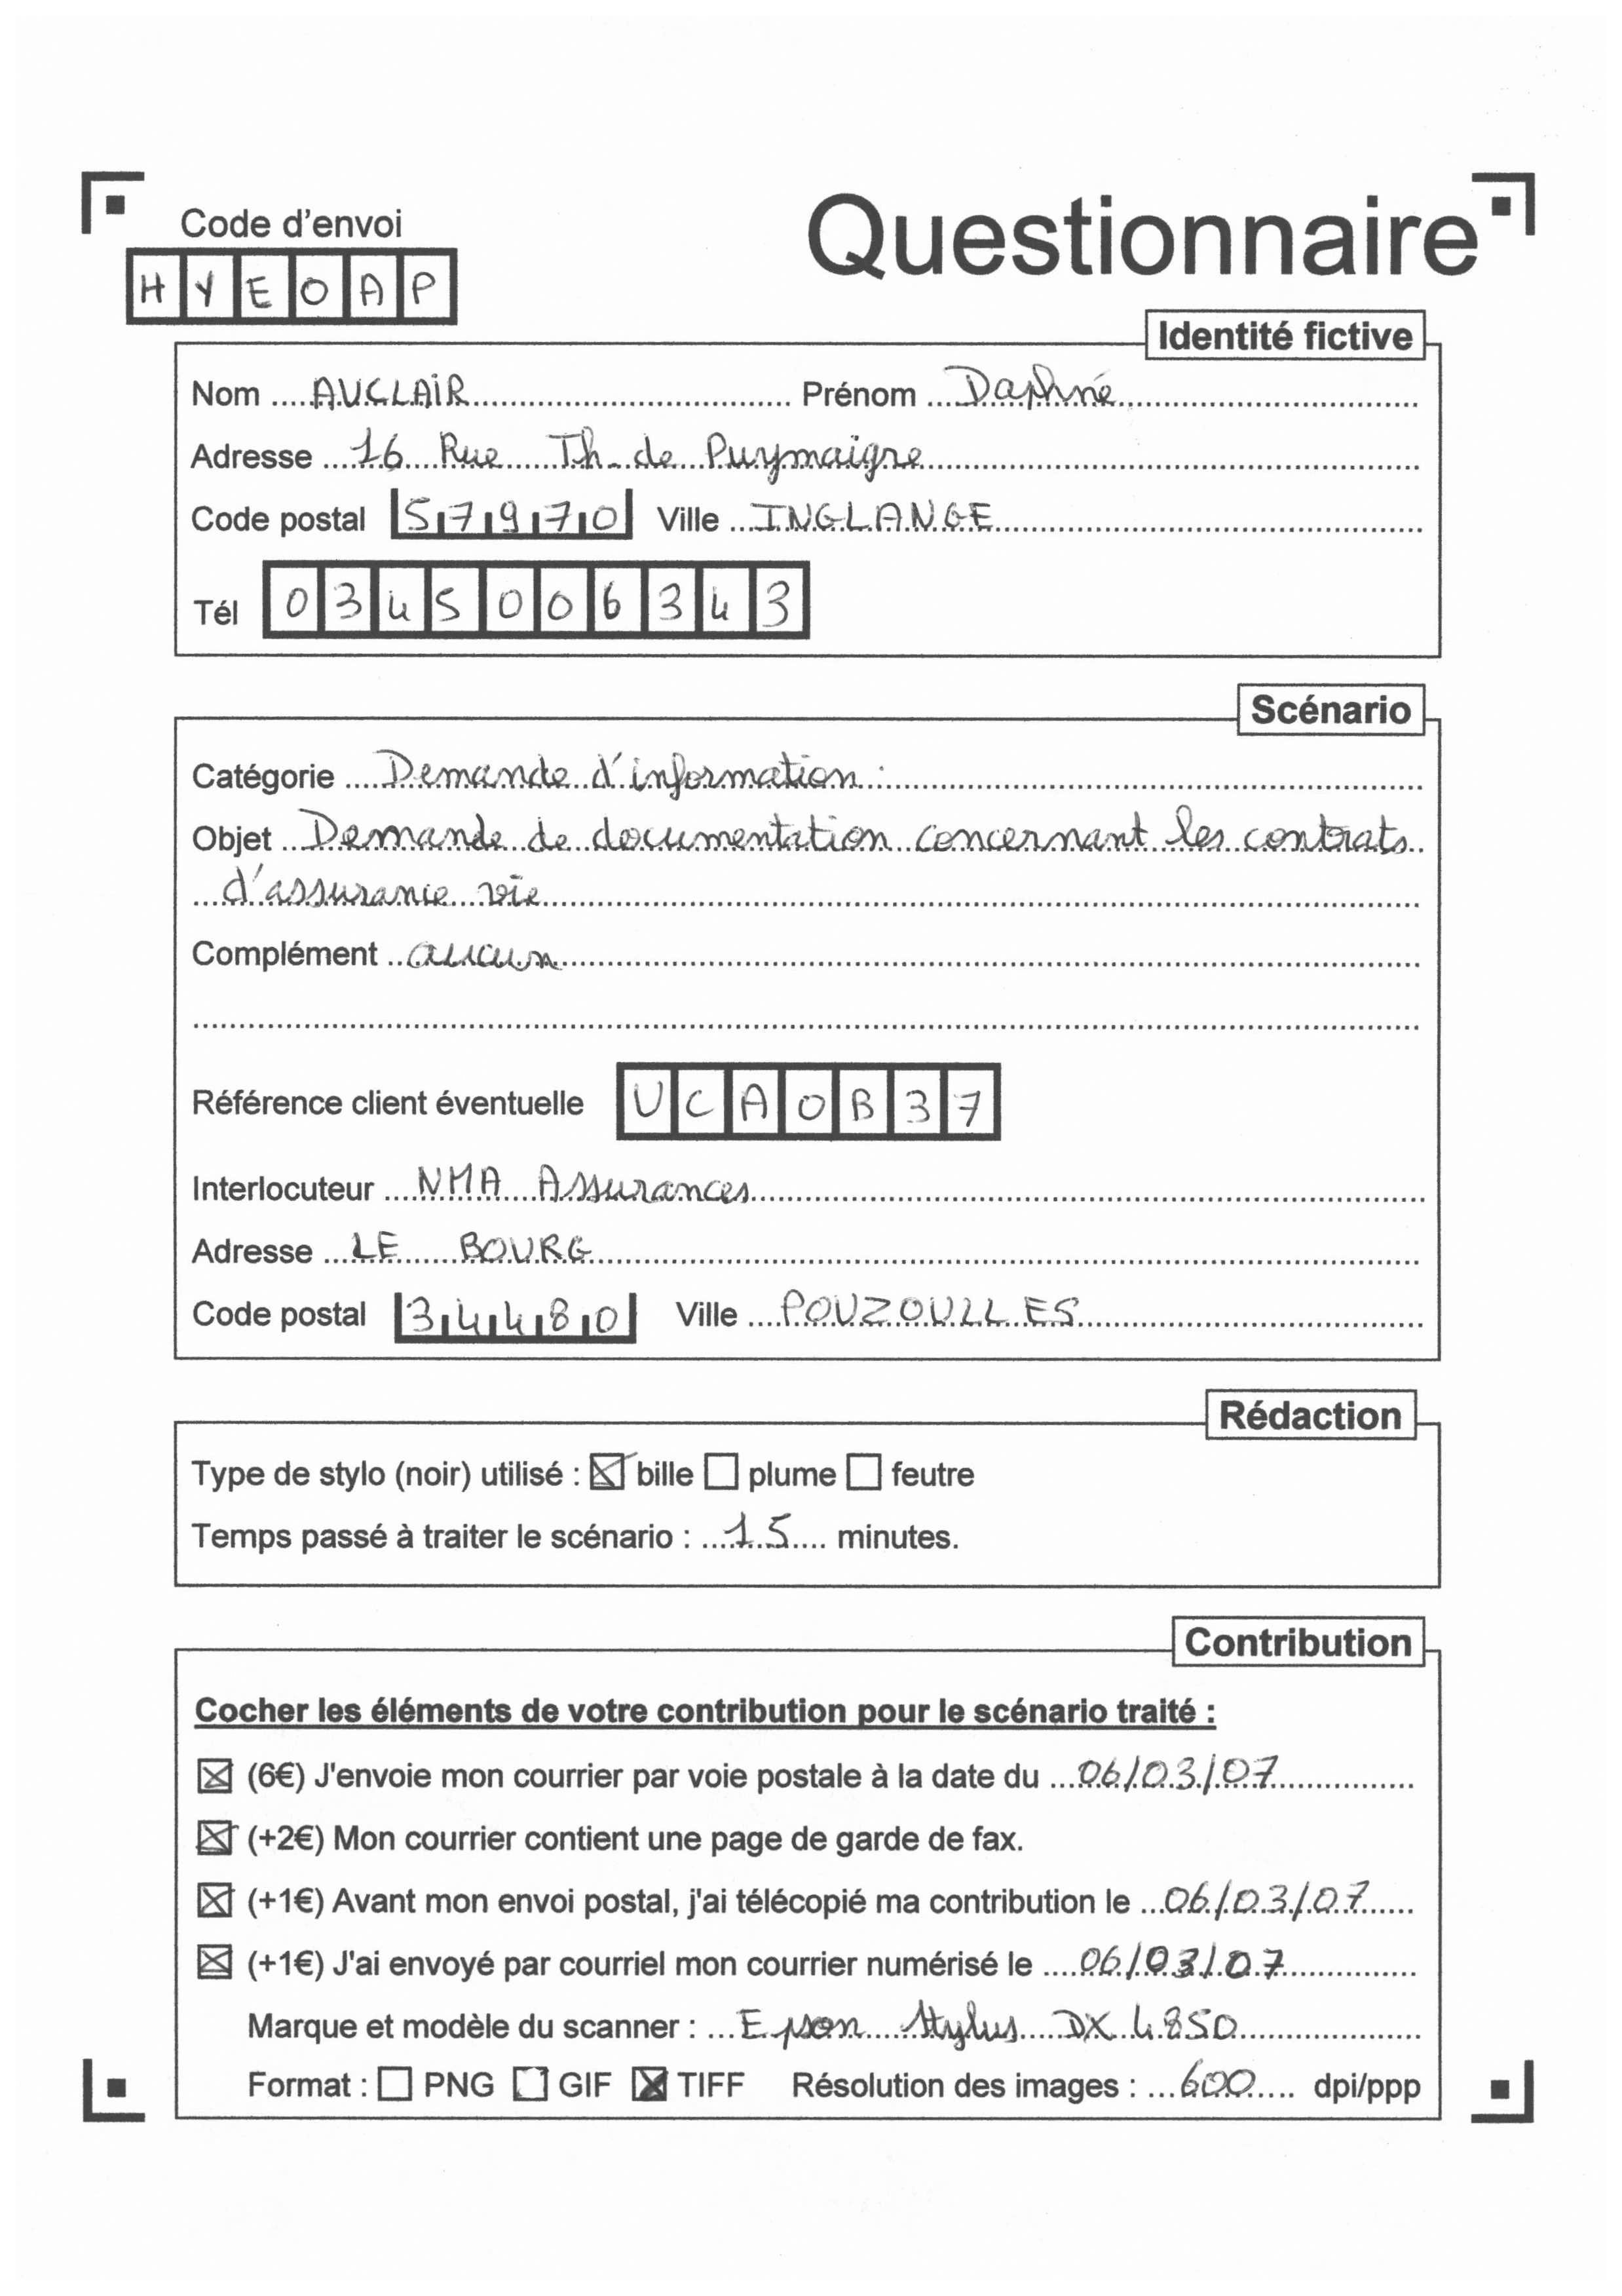 Code d'envoi
Questionnaire
HYEOAP
Identité fictive
Nom AUCLAIR Prénom Daphné
Adresse 16 Rue Th. de Puymaigre
Code postal 57970 Ville INGLANGE
Tél 0345006343
Scénario
Catégorie Demande d'information :
Objet Demande de documentation concernant les contrats
d'assurance vie
Complément aucun
Référence client éventuelle UCAOB37
Interlocuteur NMA Assurances
Adresse LE BOURG
Code postal 34480 Ville POUZOULLES
Rédaction
Type de stylo (noir) utilisé : ☒ bille ☐ plume ☐ feutre
Temps passé à traiter le scénario : 15 minutes.
Contribution
Cocher les éléments de votre contribution pour le scénario traité :
☒ (6€) J'envoie mon courrier par voie postale à la date du 06/03/07
☒ (+2€) Mon courrier contient une page de garde de fax.
☒ (+1€) Avant mon envoi postal, j'ai télécopié ma contribution le 06/03/07
☒ (+1€) J'ai envoyé par courriel mon courrier numérisé le 06/03/07
Marque et modèle du scanner : Epson Stylus DX 4850
Format : ☐ PNG ☐ GIF ☒ TIFF Résolution des images : 600 dpi/ppp